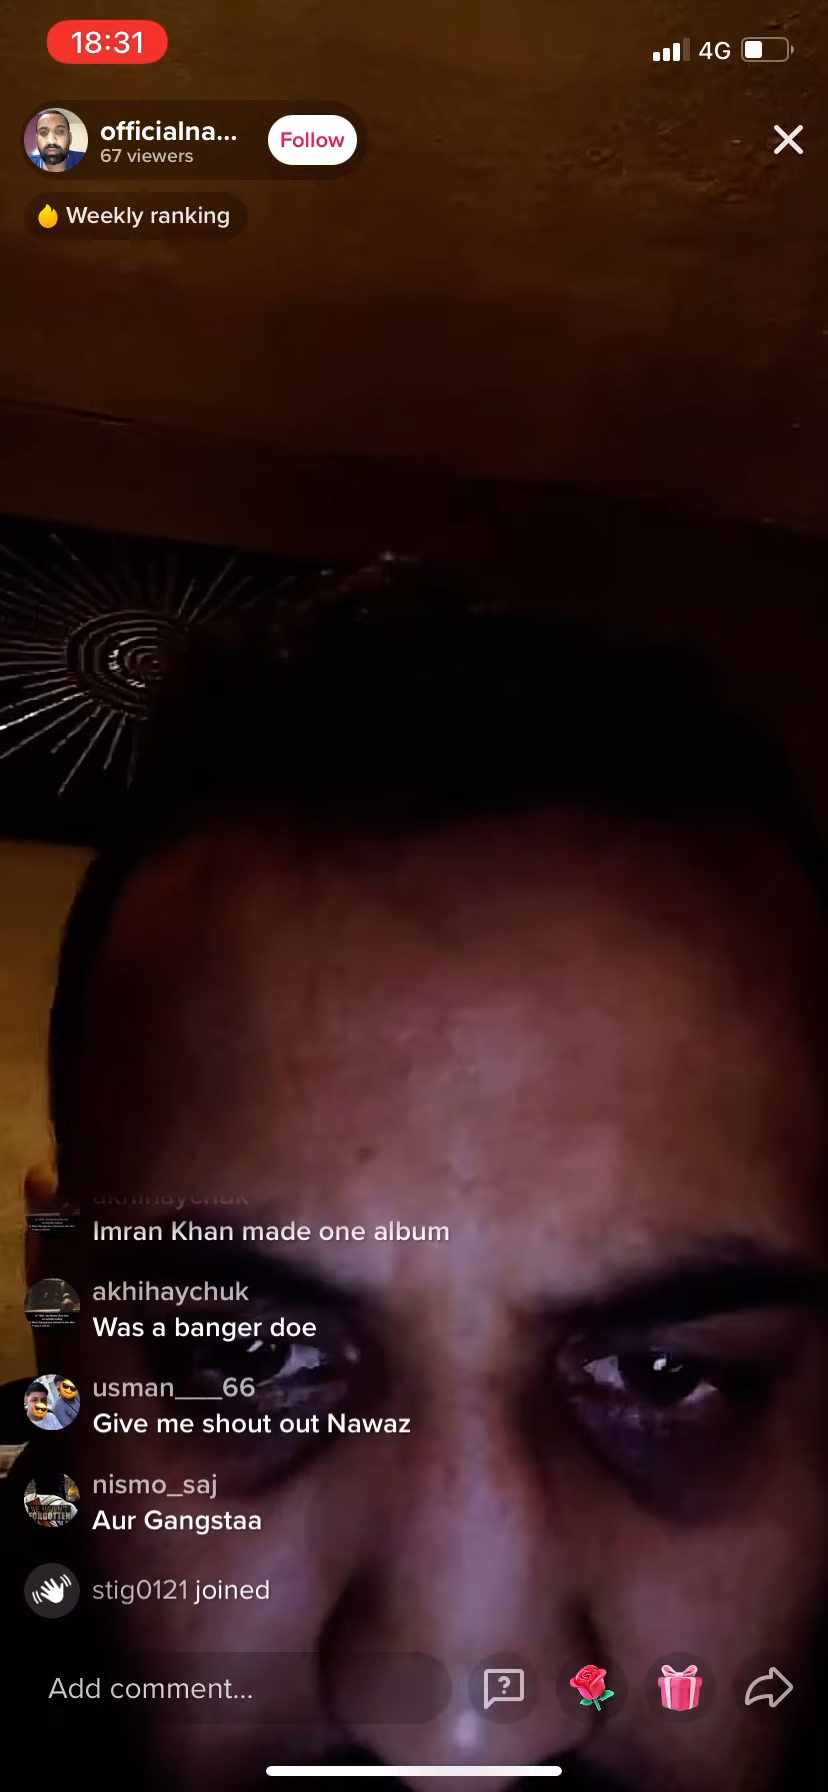 18:31
4G
officialna...
67 viewers
Follow
Weekly ranking
akhihaychuk
Imran Khan made one album
akhihaychuk
Was a banger doe
usman___66
Give me shout out Nawaz
nismo_saj
Aur Gangstaa
stig0121 joined
Add comment...